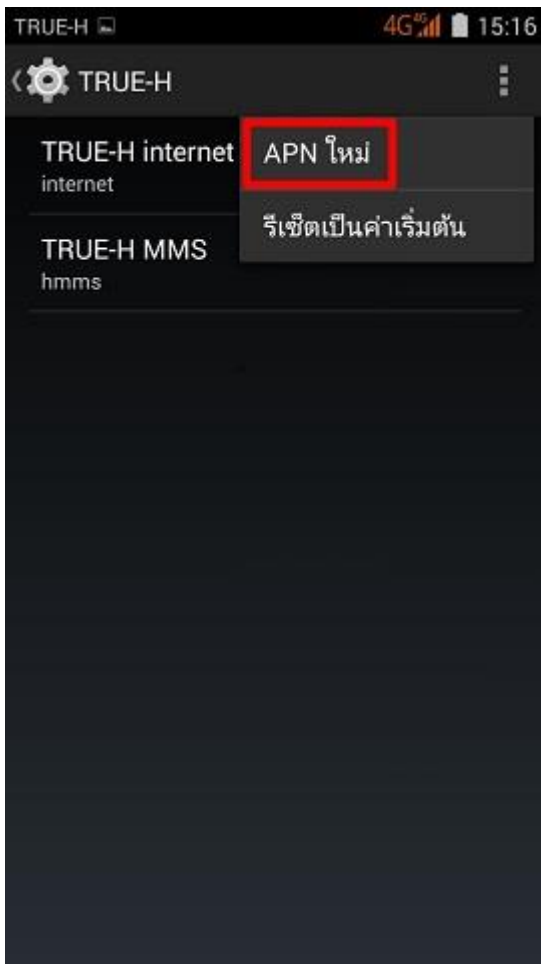 TRUE-H 4G 15:16
TRUE-H
TRUE-H internet
internet
APN ใหม่
รีเซ็ตเป็นค่าเริ่มต้น
TRUE-H MMS
hmms